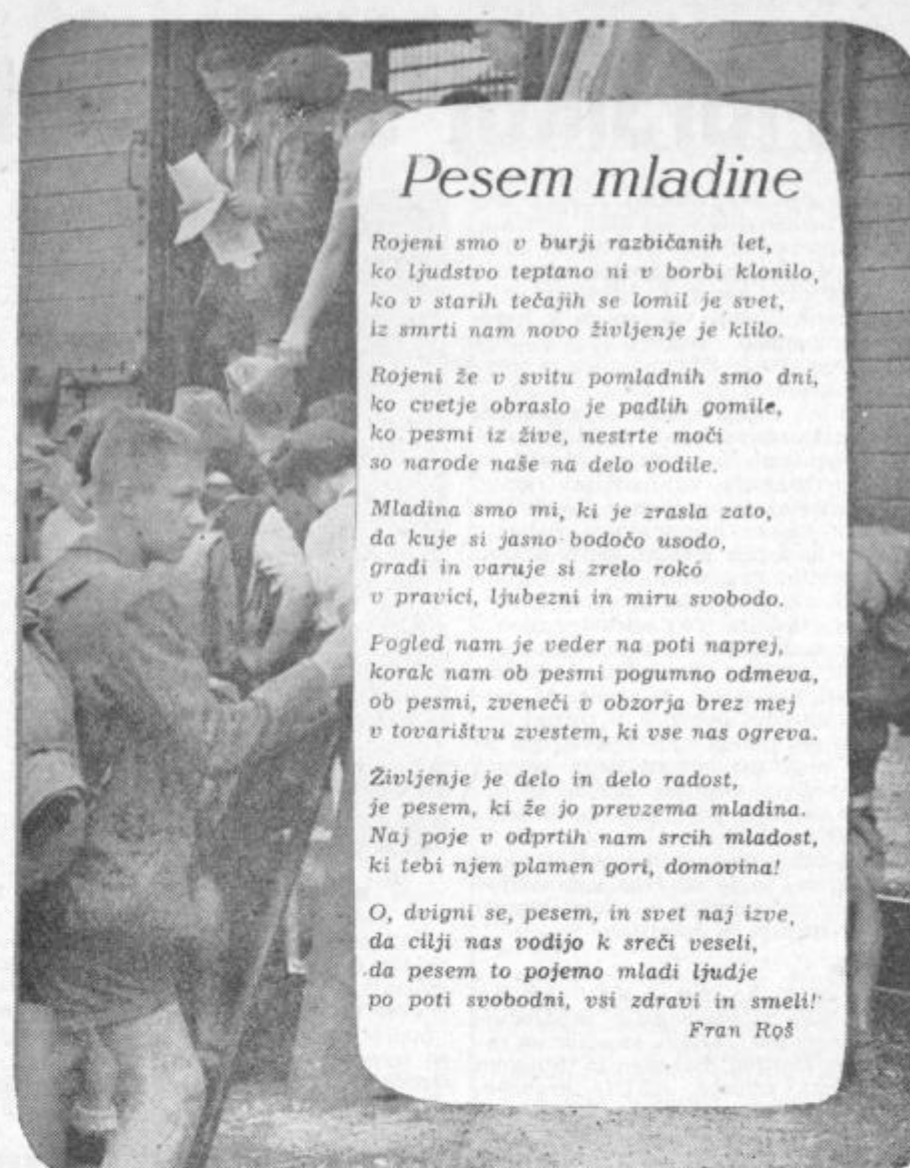 Pesem mladine
Rojeni smo v burji razbičanih let,
ko ljudstvo teptano ni v borbi klonilo,
ko v starih tečajih se lomil je svet,
iz smrti nam novo življenje je klilo.
Rojeni že v svitu pomladnih smo dni,
ko cvetje obraslo je padlih gomile,
ko pesmi iz žive, nestrte moči
so narode naše na delo vodile.
Mladina smo mi, ki je zrasla zato,
da kuje si jasno bodočo usodo,
gradi in varuje si zrelo rokó
v pravici, ljubezni in miru svobodo.
Pogled nam je veder na poti naprej,
korak nam ob pesmi pogumno odmeva,
ob pesmi, zveneči v obzorja brez mej
v tovarištvu zvestem, ki vse nas ogreva.
Življenje je delo in delo radost,
je pesem, ki že jo prevzema mladina.
Naj poje v odprtih nam srcih mladost,
ki tebi njen plamen gori, domovina!
O, dvigni se, pesem, in svet naj izve,
da cilji nas vodijo k sreči veseli,
da pesem to pojemo mladi ljudje
po poti svobodni, vsi zdravi in smeli!
Fran Roš